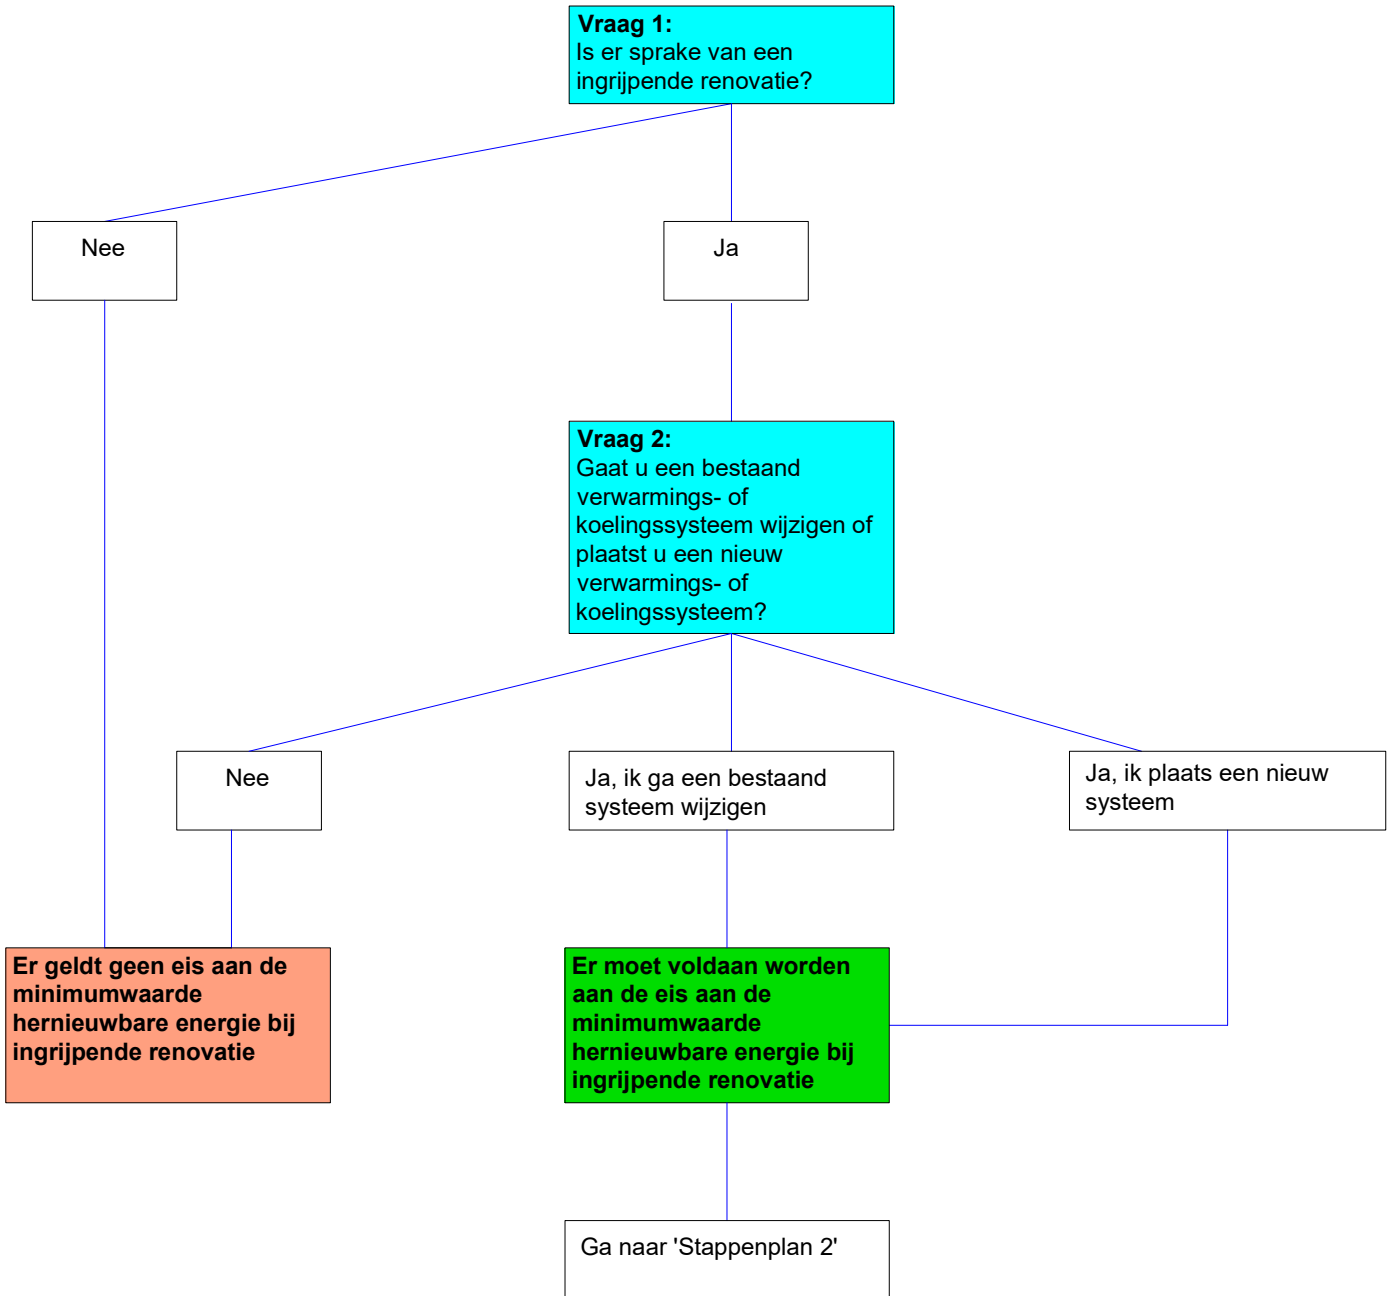 Vraag 1:
Is er sprake van een
ingrijpende renovatie?
Nee
Ja
Vraag 2:
Gaat u een bestaand
verwarmings- of
koelingssysteem wijzigen of
plaatst u een nieuw
verwarmings- of
koelingssysteem?
Nee
Ja, ik ga een bestaand
systeem wijzigen
Ja, ik plaats een nieuw
systeem
Er geldt geen eis aan de
minimumwaarde
hernieuwbare energie bij
ingrijpende renovatie
Er moet voldaan worden
aan de eis aan de
minimumwaarde
hernieuwbare energie bij
ingrijpende renovatie
Ga naar 'Stappenplan 2'